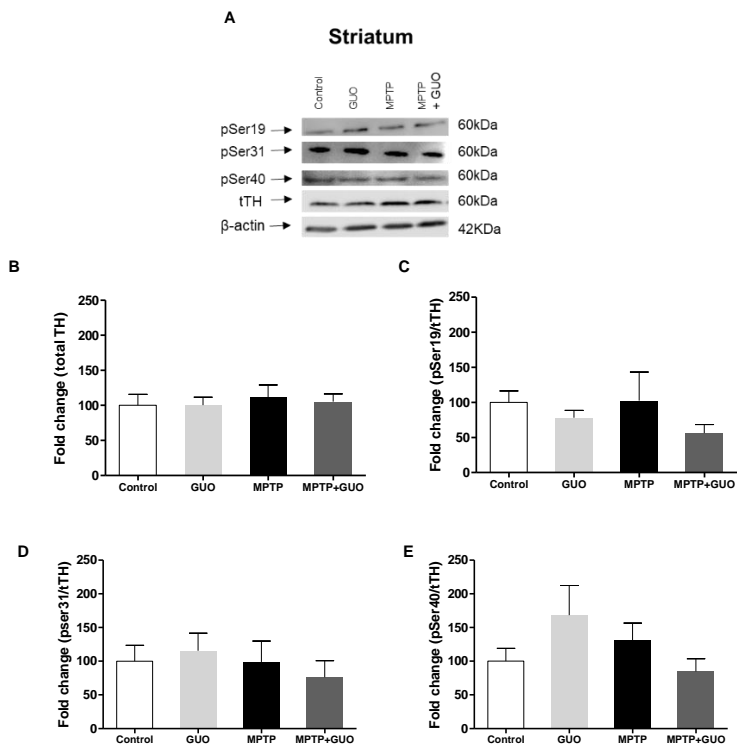 A
Striatum
Control
GUO
MPTP
MPTP
+ GUO
pSer19
60kDa
pSer31
60kDa
pSer40
60kDa
tTH
60kDa
β-actin
42KDa
B
Fold change (total TH)
250
200
150
100
50
0
Control GUO MPTP MPTP+GUO
C
Fold change (pSer19/tTH)
250
200
150
100
50
0
Control GUO MPTP MPTP+GUO
D
Fold change (pser31/tTH)
250
200
150
100
50
0
Control GUO MPTP MPTP+GUO
E
Fold change (pSer40/tTH)
250
200
150
100
50
0
Control GUO MPTP MPTP+GUO